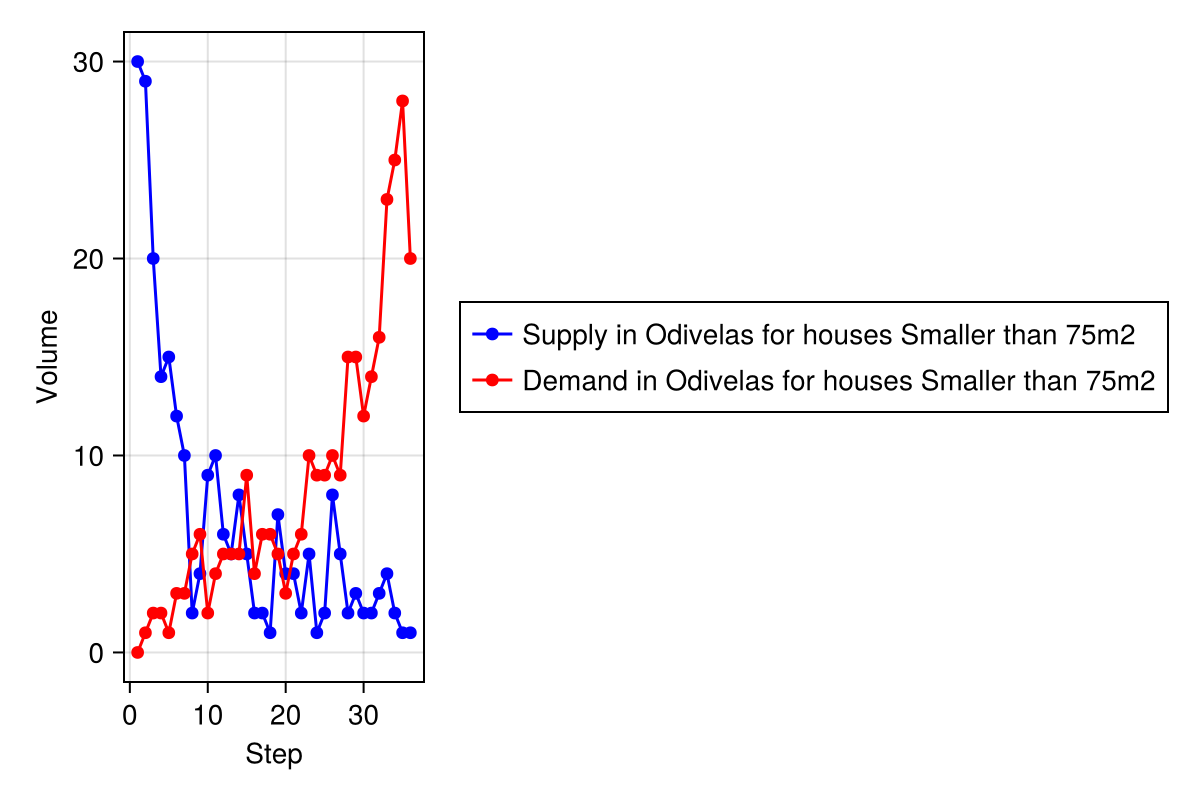 30
20
10
0
Volume
0 10 20 30
Step
Supply in Odivelas for houses Smaller than 75m2
Demand in Odivelas for houses Smaller than 75m2